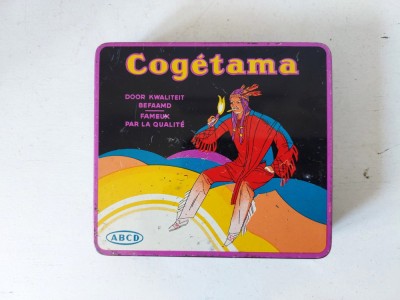 Cogétama
DOOR KWALITEIT
BEFAAMD
FAMEUX
PAR LA QUALITÉ
ABCD